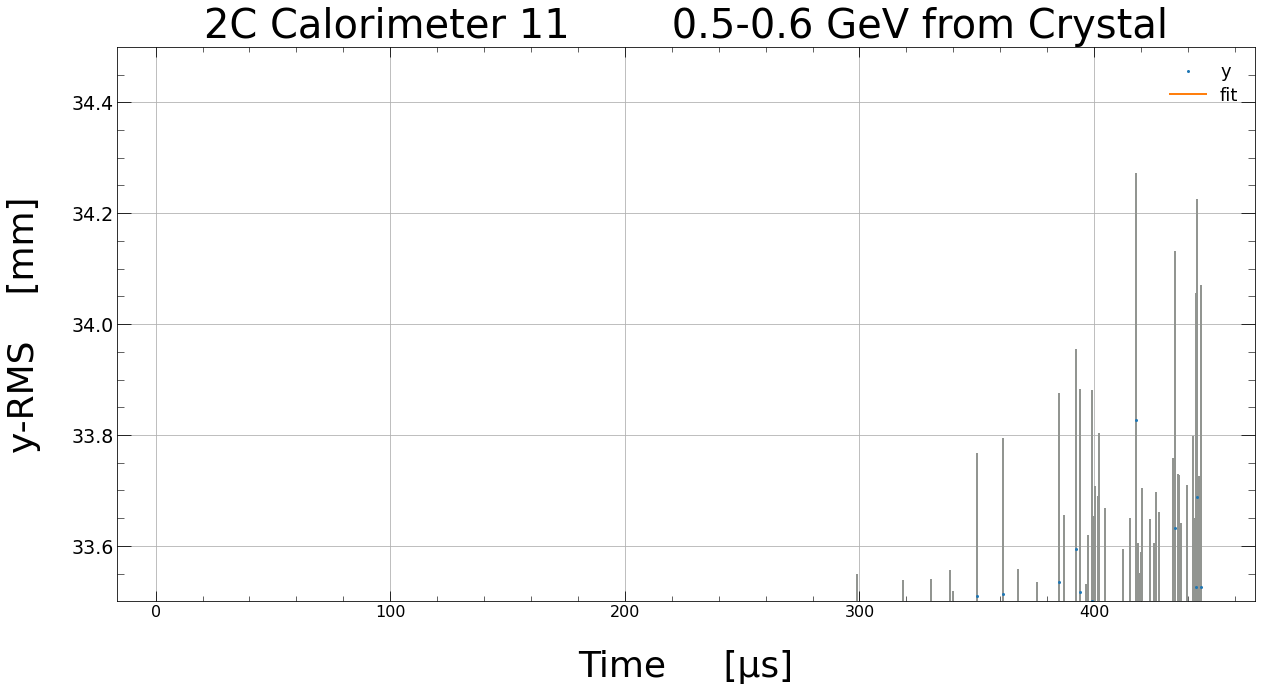 2C Calorimeter 11 0.5-0.6 GeV from Crystal
y
fit
34.4
34.2
34.0
33.8
33.6
y-RMS [mm]
0 100 200 300 400
Time [μs]